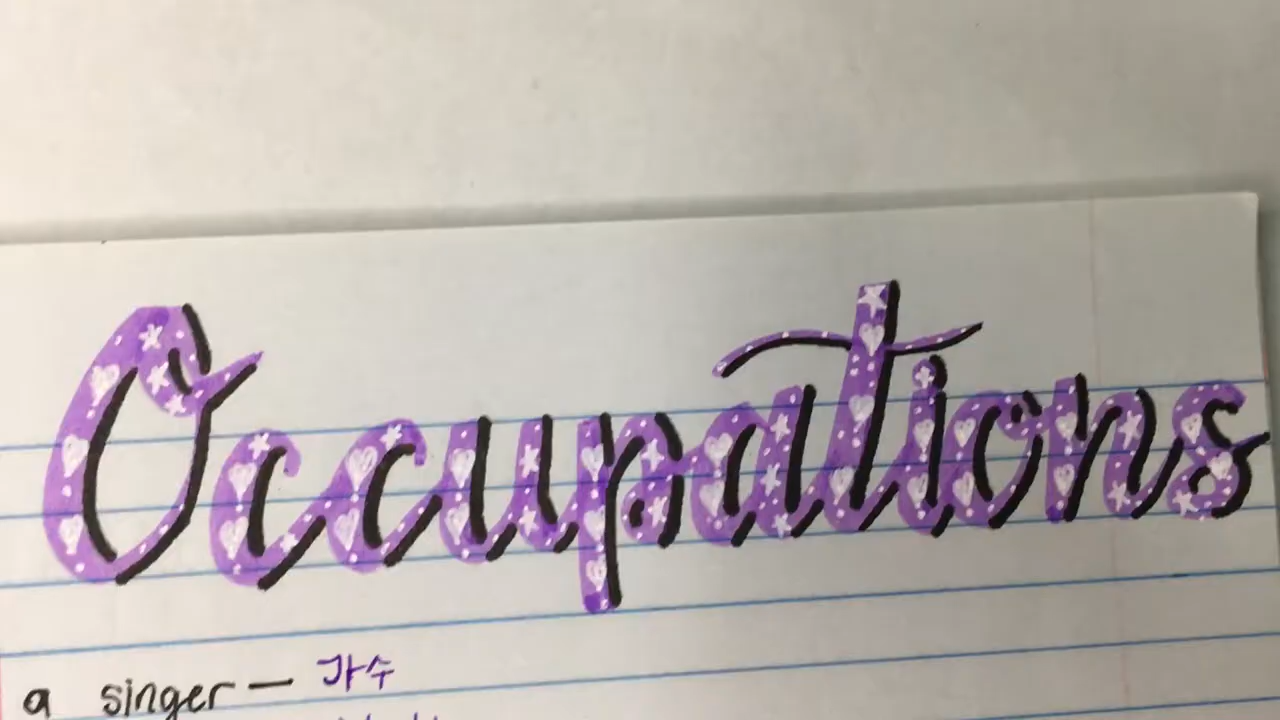 Occupations
a singer — 가수